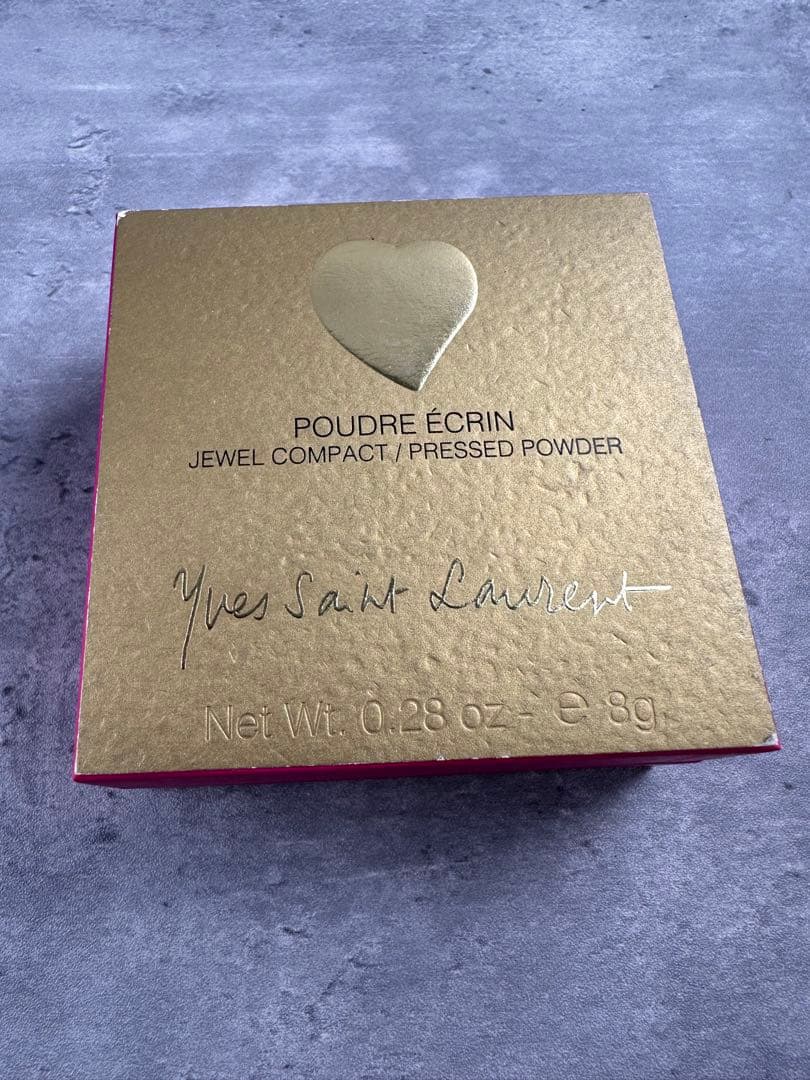 POUDRE ÉCRIN
JEWEL COMPACT / PRESSED POWDER
Yves Saint Laurent
Net Wt. 0.28 oz - ℮ 8g